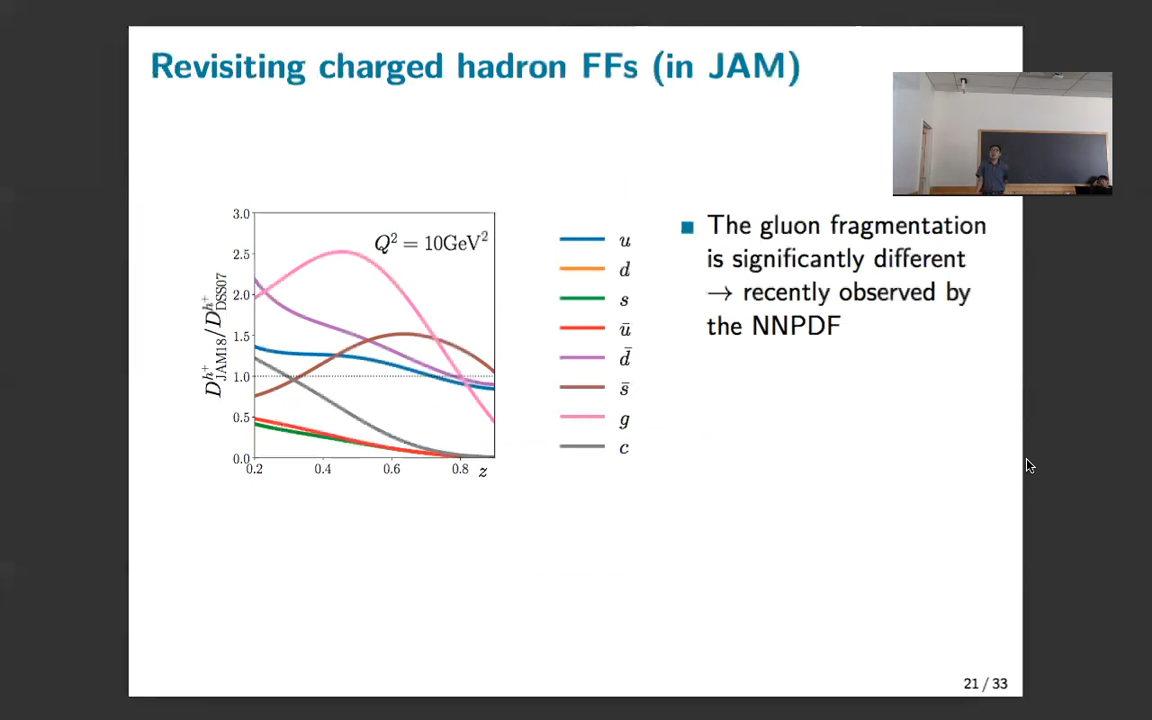 Revisiting charged hadron FFs (in JAM)
The gluon fragmentation
is significantly different
→ recently observed by
the NNPDF
Q² = 10GeV²
D^{h⁺}_{JAM18}/D^{h⁺}_{DSS07}
3.0
2.5
2.0
1.5
1.0
0.5
0.0
0.2
0.4
0.6
0.8
z
u
d
s
ū
d̄
s̄
g
c
21 / 33